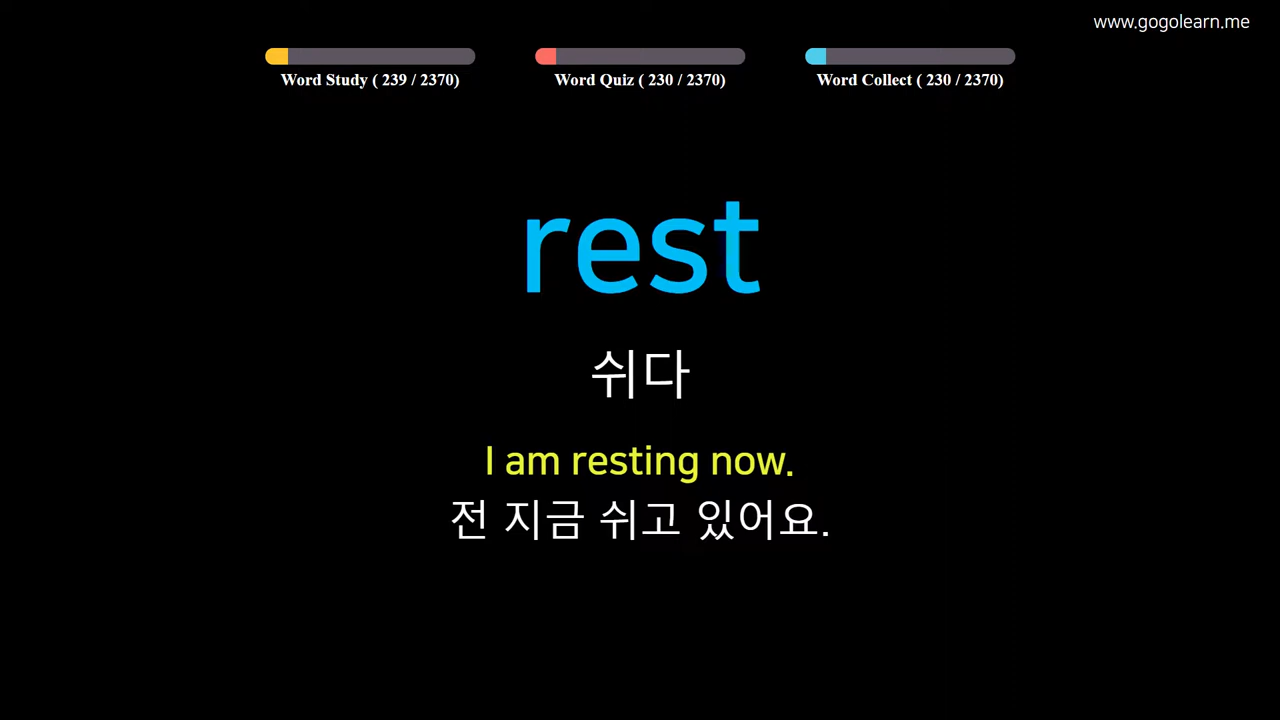 www.gogolearn.me
Word Study ( 239 / 2370)
Word Quiz ( 230 / 2370)
Word Collect ( 230 / 2370)
rest
쉬다
I am resting now.
전 지금 쉬고 있어요.